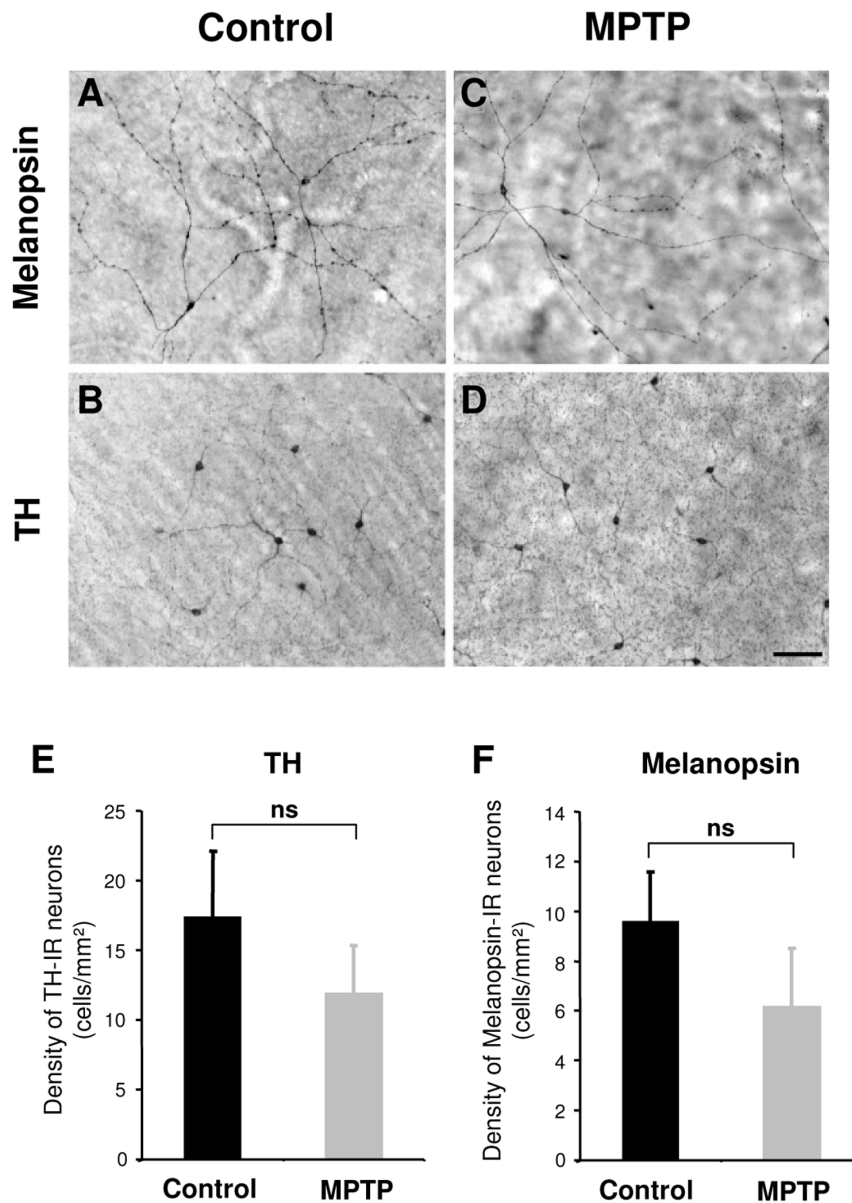 Control MPTP
Melanopsin
A
C
TH
B
D
E TH
Density of TH-IR neurons
(cells/mm²)
25
20
15
10
5
0
ns
Control MPTP
F Melanopsin
Density of Melanopsin-IR neurons
(cells/mm²)
14
12
10
8
6
4
2
0
ns
Control MPTP